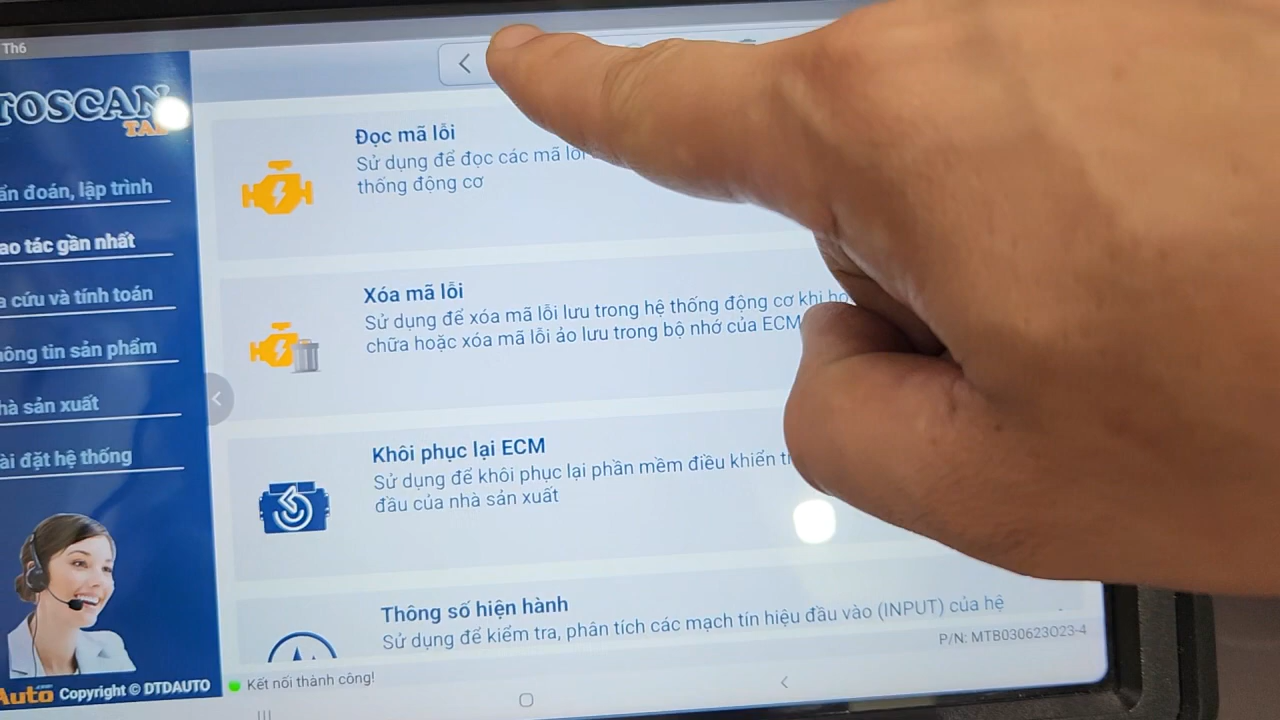 Th6
TOSCAN
TAB
ẩn đoán, lập trình
ao tác gần nhất
a cứu và tính toán
hông tin sản phẩm
hà sản xuất
ài đặt hệ thống
Auto Copyright © DTDAUTO
Đọc mã lỗi
Sử dụng để đọc các mã lỗi
thống động cơ
Xóa mã lỗi
Sử dụng để xóa mã lỗi lưu trong hệ thống động cơ khi ho
chữa hoặc xóa mã lỗi ảo lưu trong bộ nhớ của ECM
Khôi phục lại ECM
Sử dụng để khôi phục lại phần mềm điều khiển
đầu của nhà sản xuất
Thông số hiện hành
Sử dụng để kiểm tra, phân tích các mạch tín hiệu đầu vào (INPUT) của hệ
P/N: MTB030623O23-4
Kết nối thành công!